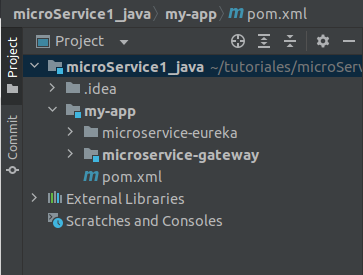 microService1_java my-app pom.xml
Project
Project
microService1_java ~/tutoriales/microServ
.idea
my-app
microservice-eureka
Commit
microservice-gateway
pom.xml
External Libraries
Scratches and Consoles